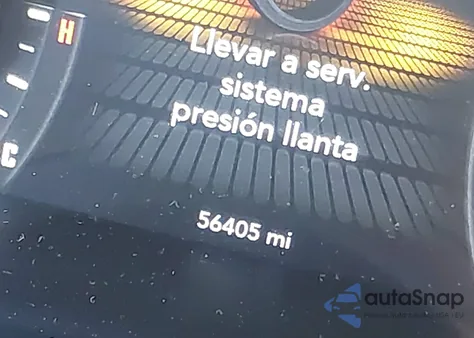 H
Llevar a serv.
sistema
presión llanta
C
56405 mi
autaSnap